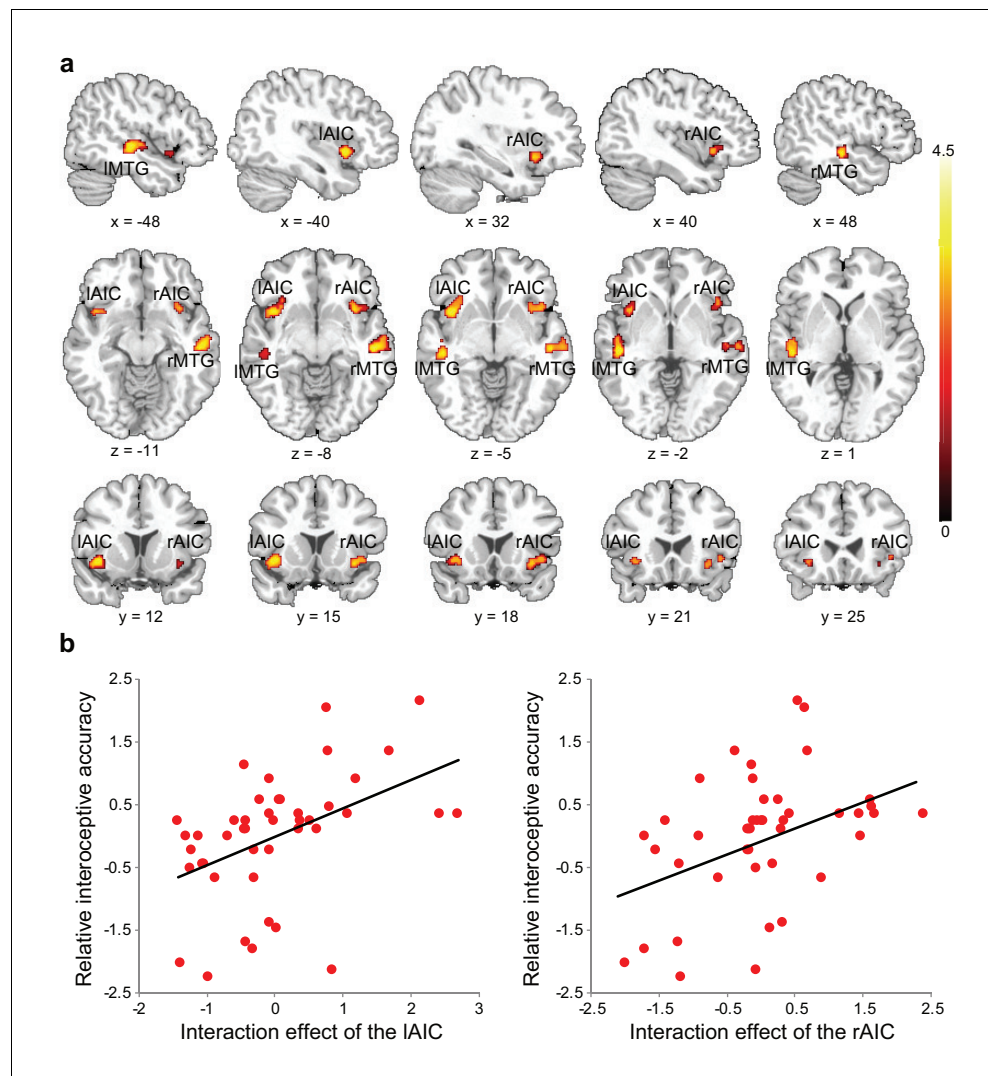 a
lMTG
lAIC
rAIC
rAIC
rMTG
4.5
x = -48
x = -40
x = 32
x = 40
x = 48
lAIC
rAIC
rMTG
lAIC
rAIC
lMTG
rMTG
lAIC
rAIC
lMTG
rMTG
lAIC
rAIC
lMTG
rMTG
lMTG
z = -11
z = -8
z = -5
z = -2
z = 1
lAIC
rAIC
lAIC
rAIC
lAIC
rAIC
lAIC
rAIC
lAIC
rAIC
0
y = 12
y = 15
y = 18
y = 21
y = 25
b
Relative interoceptive accuracy
2.5
1.5
0.5
-0.5
-1.5
-2.5
-2
-1
0
1
2
3
Interaction effect of the lAIC
Relative interoceptive accuracy
2.5
1.5
0.5
-0.5
-1.5
-2.5
-2.5
-1.5
-0.5
0.5
1.5
2.5
Interaction effect of the rAIC